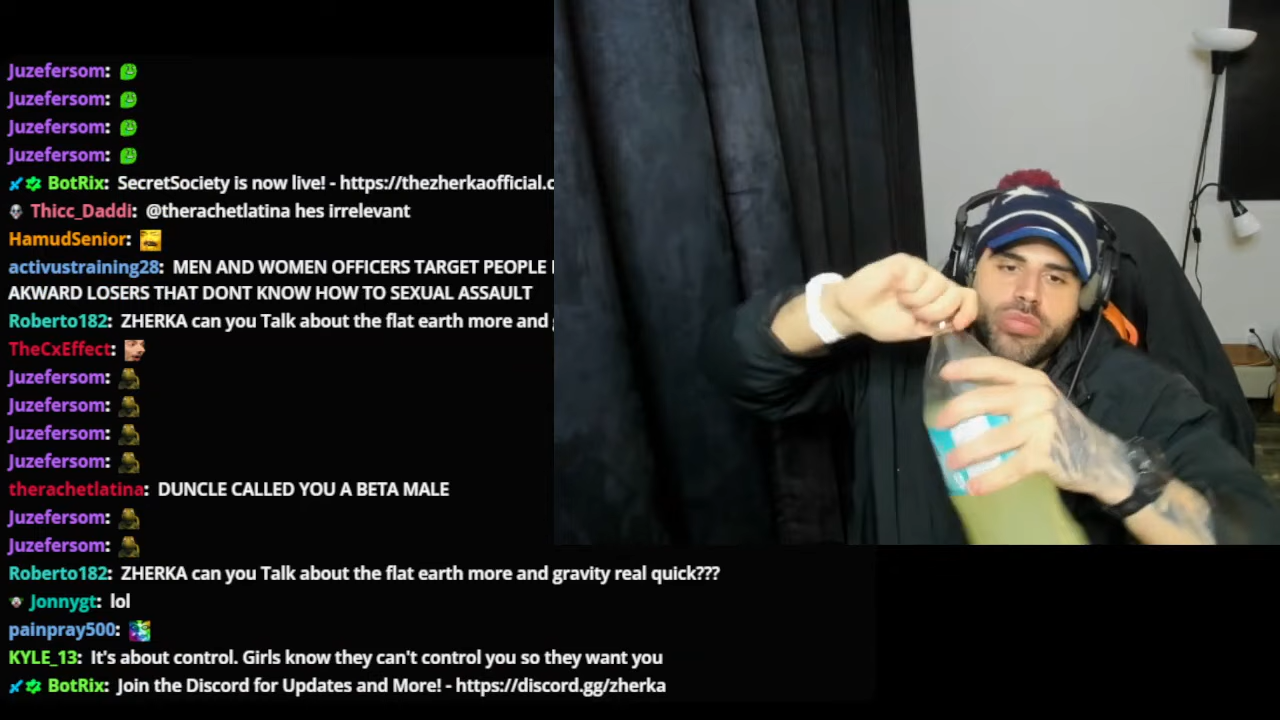 Juzefersom:
Juzefersom:
Juzefersom:
Juzefersom:
BotRix: SecretSociety is now live! - https://thezherkaofficial.c
Thicc_Daddi: @therachetlatina hes irrelevant
HamudSenior:
activustraining28: MEN AND WOMEN OFFICERS TARGET PEOPLE
AKWARD LOSERS THAT DONT KNOW HOW TO SEXUAL ASSAULT
Roberto182: ZHERKA can you Talk about the flat earth more and
TheCxEffect:
Juzefersom:
Juzefersom:
Juzefersom:
Juzefersom:
therachetlatina: DUNCLE CALLED YOU A BETA MALE
Juzefersom:
Juzefersom:
Roberto182: ZHERKA can you Talk about the flat earth more and gravity real quick???
Jonnygt: lol
painpray500:
KYLE_13: It's about control. Girls know they can't control you so they want you
BotRix: Join the Discord for Updates and More! - https://discord.gg/zherka